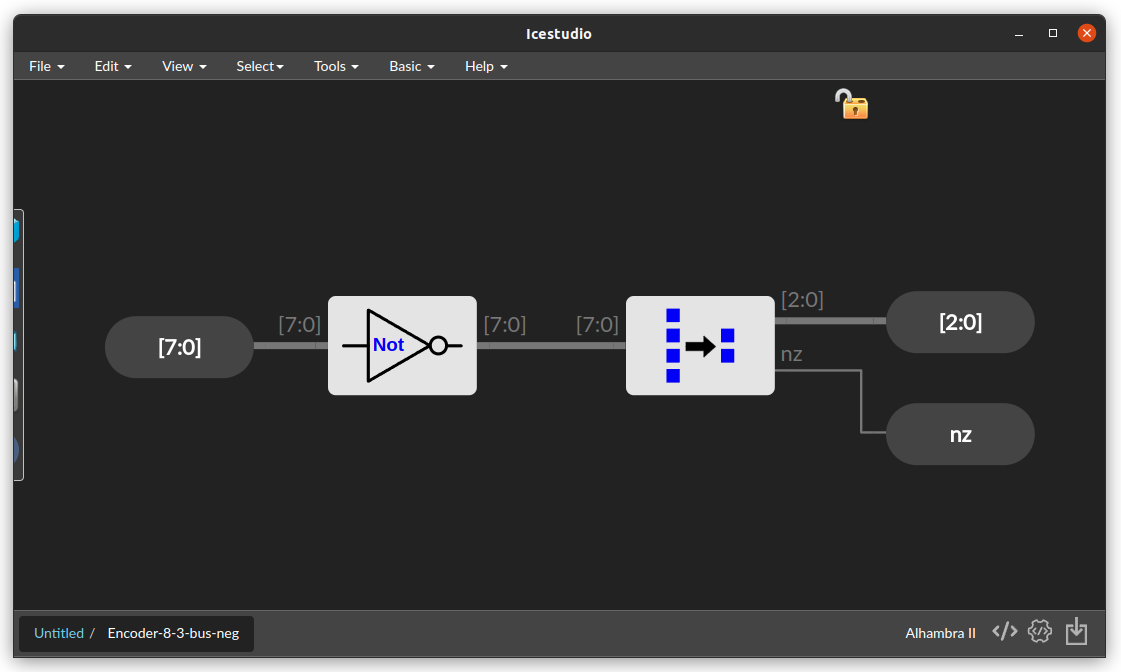 Icestudio
File Edit View Select Tools Basic Help
[2:0]
[7:0] [7:0] [7:0]
[7:0] Not [2:0]
nz
nz
Untitled / Encoder-8-3-bus-neg Alhambra II </> </>